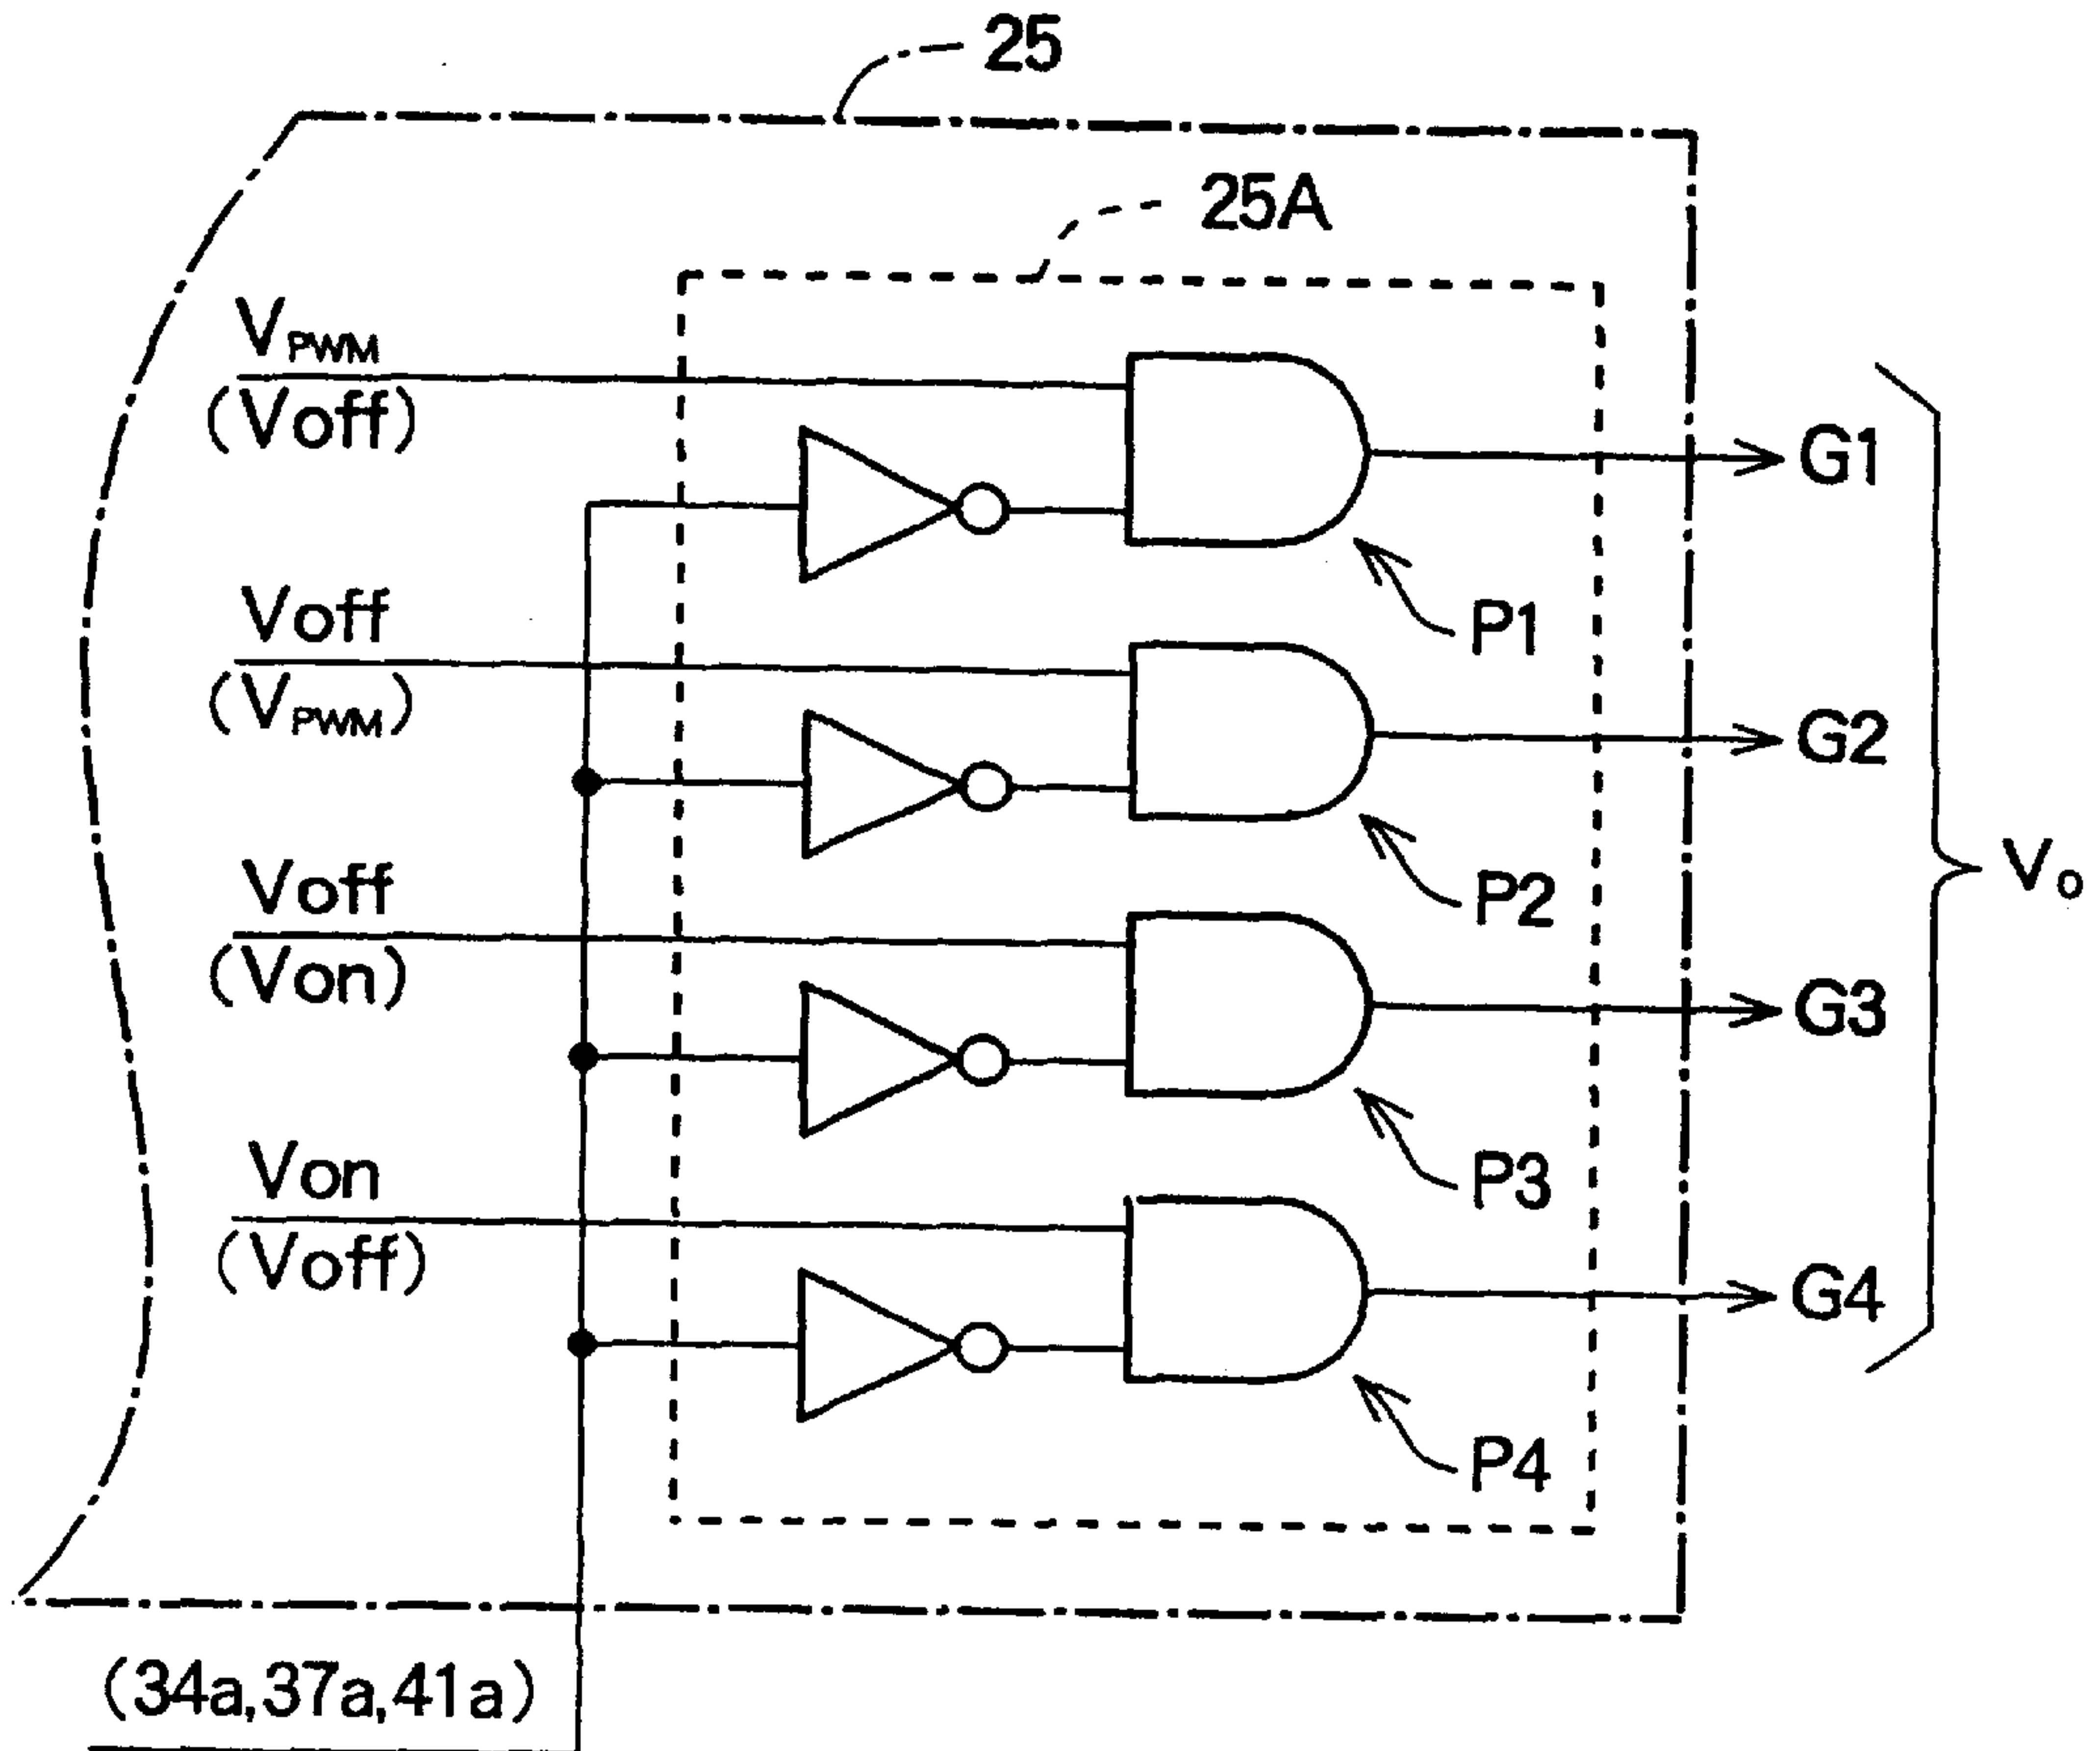 25
25A
VPWM
(Voff)
G1
P1
Voff
(VPWM)
G2
P2
Vo
Voff
(Von)
G3
P3
Von
(Voff)
G4
P4
(34a,37a,41a)